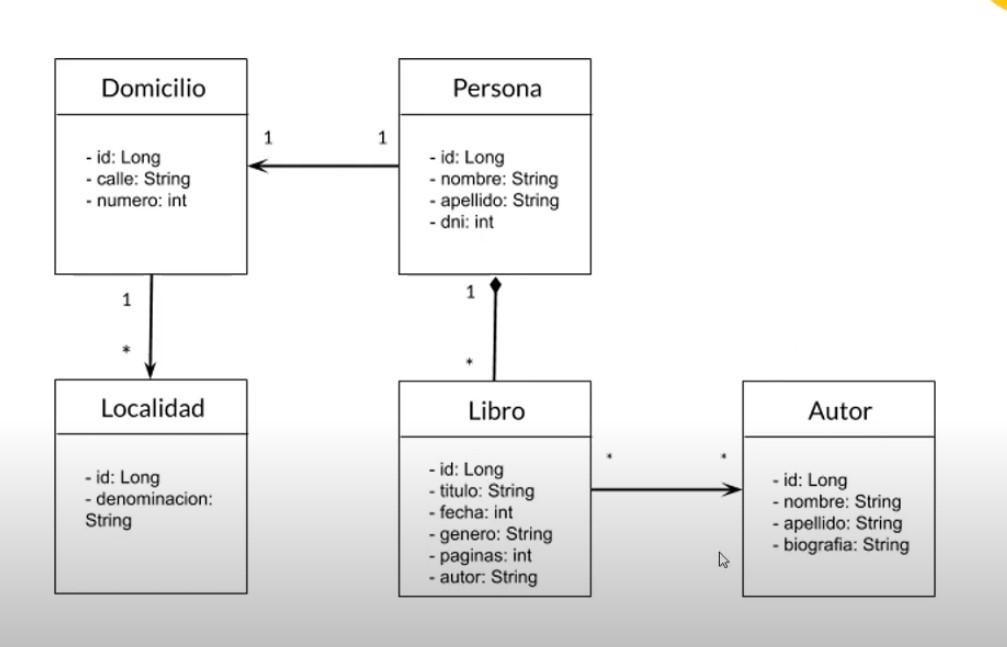 Domicilio
- id: Long
- calle: String
- numero: int
1
1
Persona
- id: Long
- nombre: String
- apellido: String
- dni: int
1
*
1
*
Localidad
- id: Long
- denominacion:
String
Libro
- id: Long
- titulo: String
- fecha: int
- genero: String
- paginas: int
- autor: String
*
*
Autor
- id: Long
- nombre: String
- apellido: String
- biografia: String